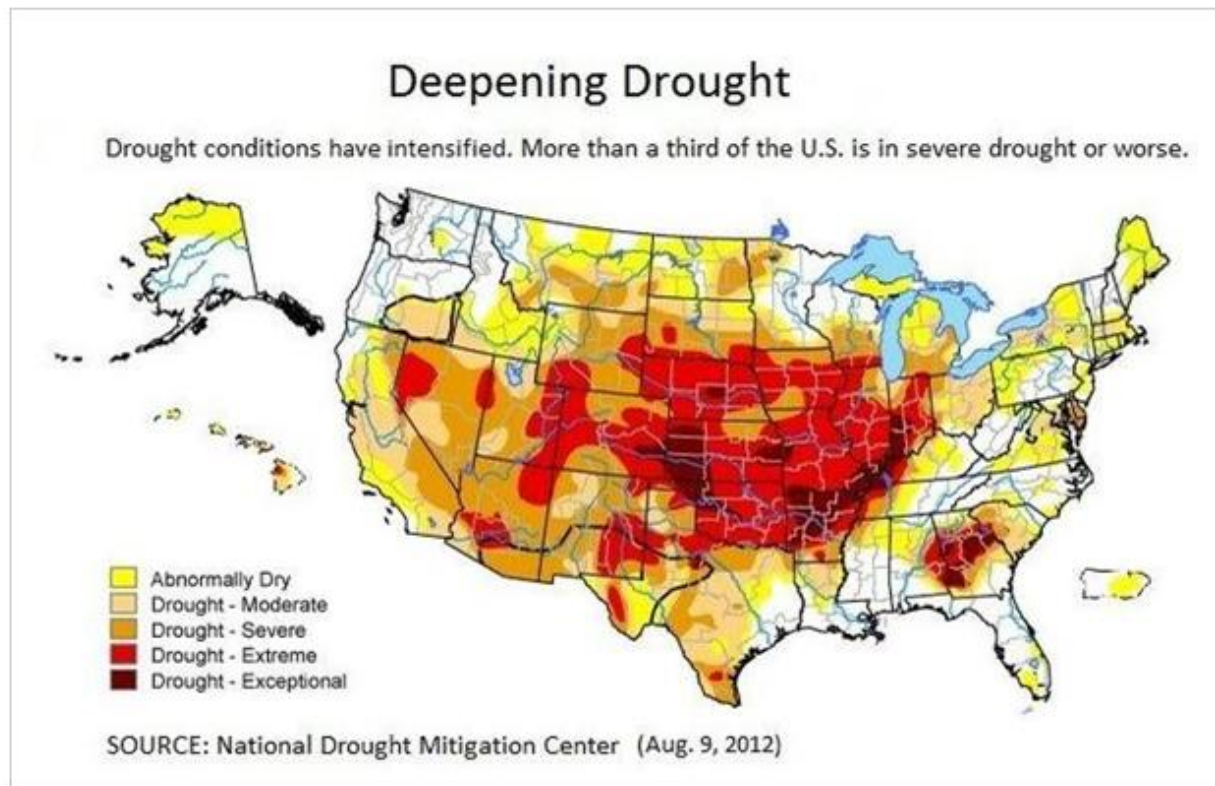 Deepening Drought
Drought conditions have intensified. More than a third of the U.S. is in severe drought or worse.
Abnormally Dry
Drought - Moderate
Drought - Severe
Drought - Extreme
Drought - Exceptional
SOURCE: National Drought Mitigation Center (Aug. 9, 2012)